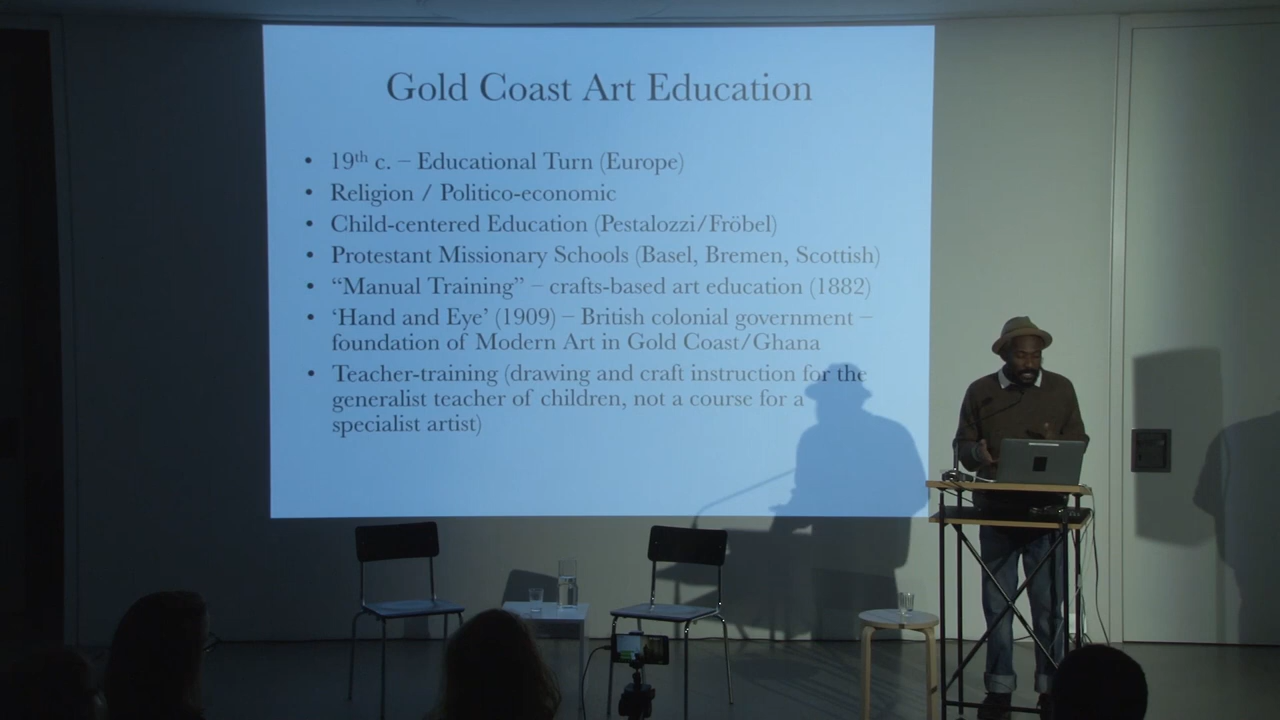 Gold Coast Art Education
• 19th c. – Educational Turn (Europe)
• Religion / Politico-economic
• Child-centered Education (Pestalozzi/Fröbel)
• Protestant Missionary Schools (Basel, Bremen, Scottish)
• “Manual Training” – crafts-based art education (1882)
• ‘Hand and Eye’ (1909) – British colonial government –
foundation of Modern Art in Gold Coast/Ghana
• Teacher-training (drawing and craft instruction for the
generalist teacher of children, not a course for a
specialist artist)